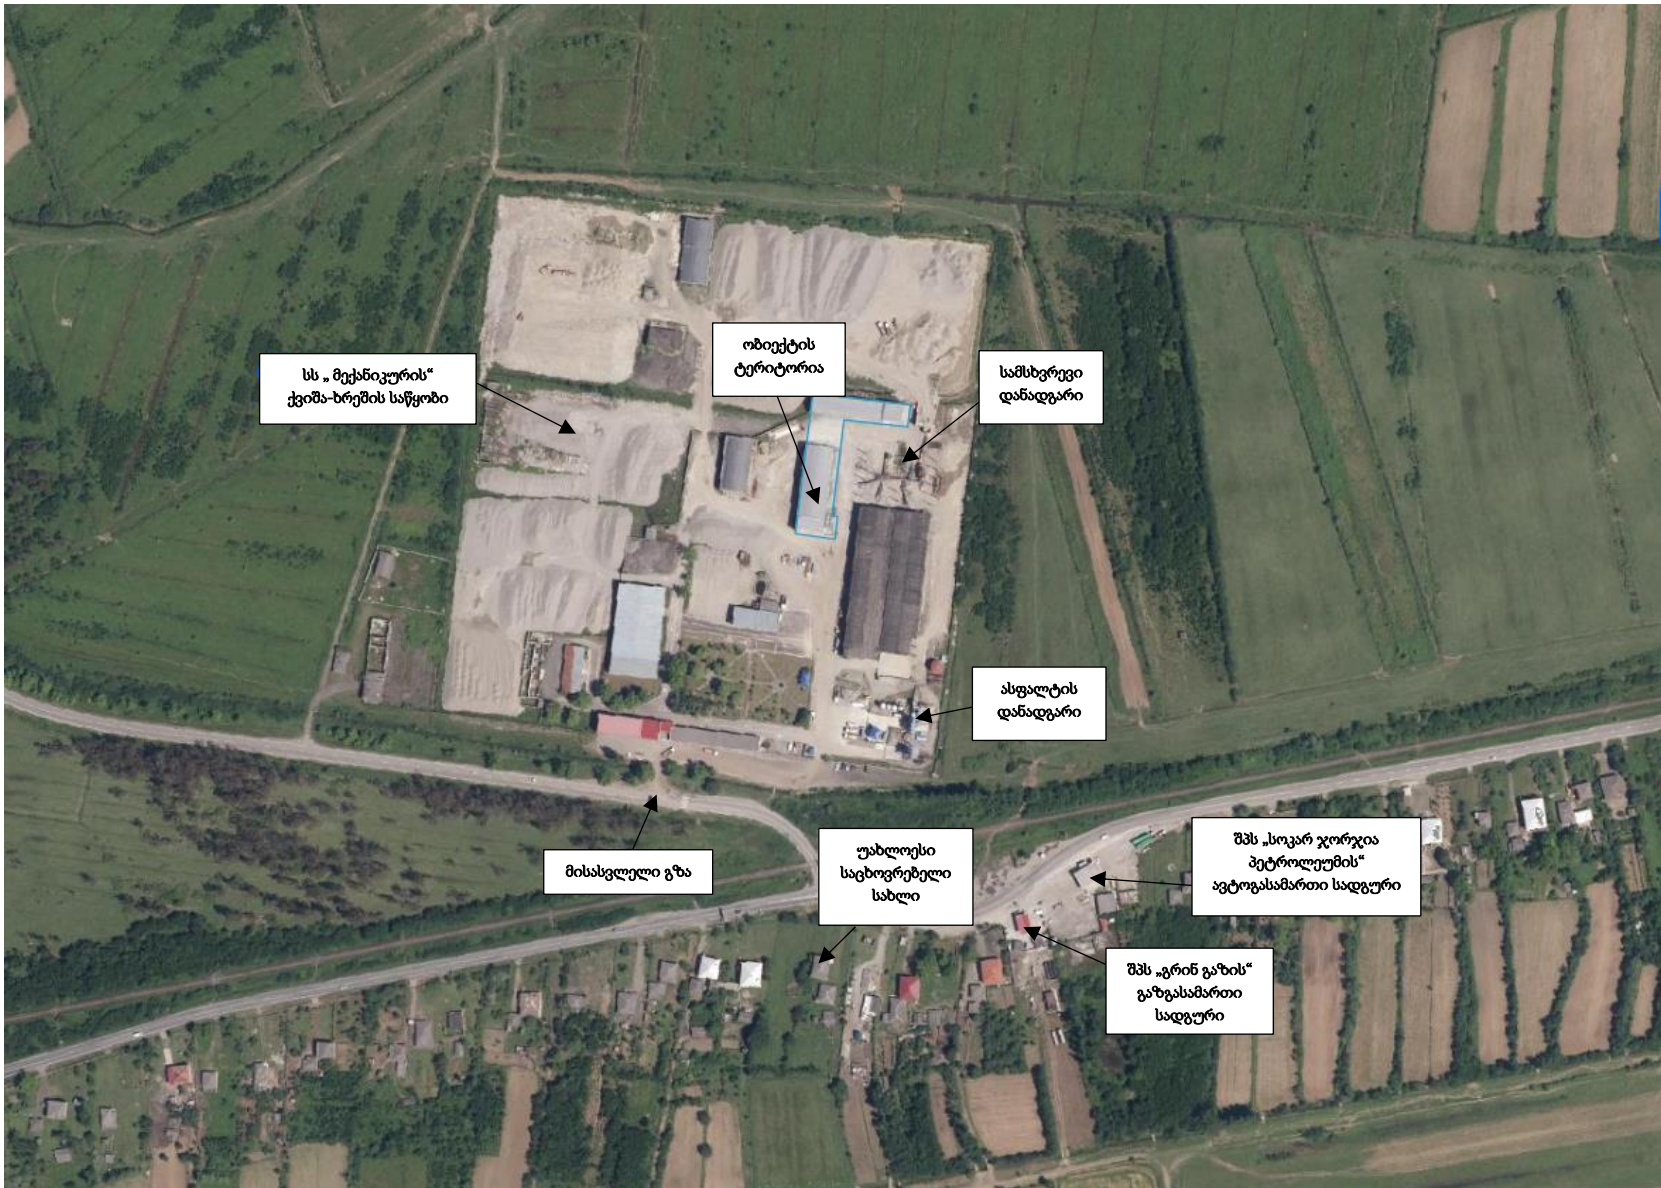 ობიექტის
ტერიტორია
სს „ მექანიკურის“
ქვიშა-ხრეშის საწყობი
სამსხვრევი
დანადგარი
ასფალტის
დანადგარი
მისასვლელი გზა
უახლოესი
საცხოვრებელი
სახლი
შპს „სოკარ ჯორჯია
პეტროლეუმის“
ავტოგასამართი სადგური
შპს „გრინ გაზის“
გაზგასამართი
სადგური